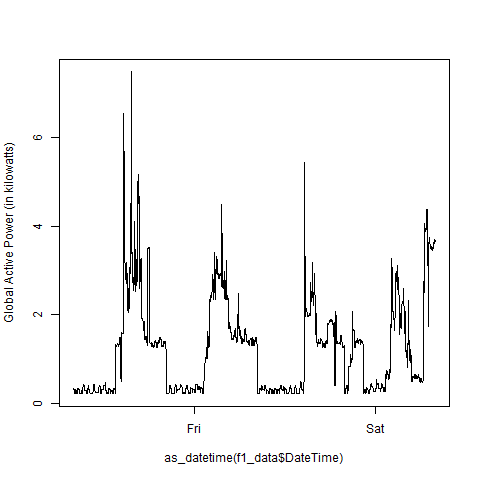 Global Active Power (in kilowatts)
6
4
2
0
Fri
Sat
as_datetime(f1_data$DateTime)